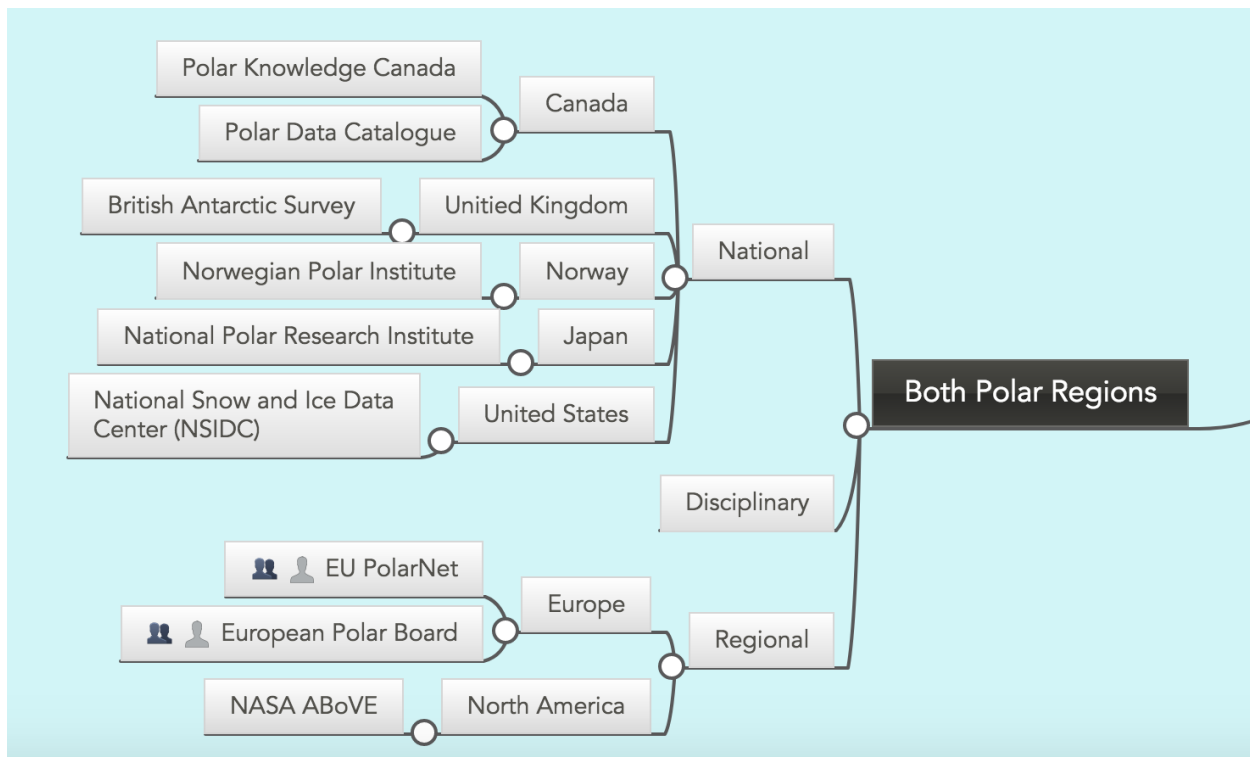 Polar Knowledge Canada
Canada
Polar Data Catalogue
British Antarctic Survey
Unitied Kingdom
National
Norwegian Polar Institute
Norway
National Polar Research Institute
Japan
Both Polar Regions
National Snow and Ice Data
Center (NSIDC)
United States
Disciplinary
EU PolarNet
Europe
European Polar Board
Regional
NASA ABoVE
North America